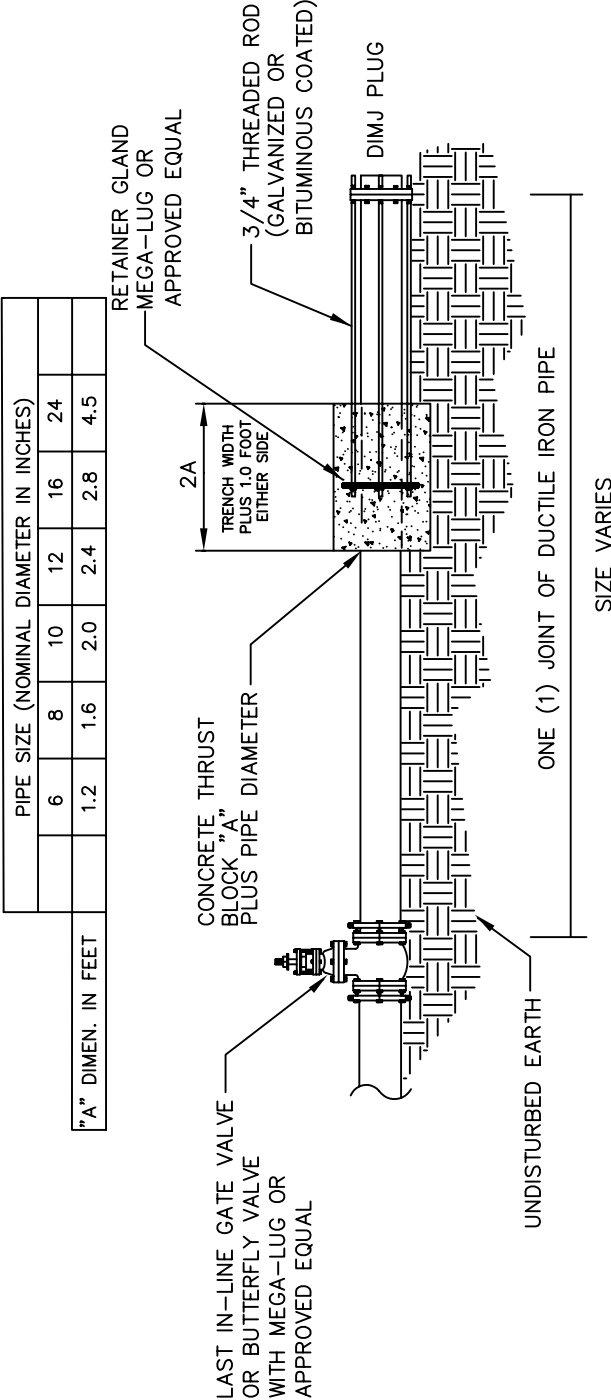 PIPE SIZE (NOMINAL DIAMETER IN INCHES)
6 8 10 12 16 24
"A" DIMEN. IN FEET 1.2 1.6 2.0 2.4 2.8 4.5
RETAINER GLAND
MEGA-LUG OR
APPROVED EQUAL
3/4" THREADED ROD
(GALVANIZED OR
BITUMINOUS COATED)
DIMJ PLUG
2A
TRENCH WIDTH
PLUS 1.0 FOOT
EITHER SIDE
CONCRETE THRUST
BLOCK "A"
PLUS PIPE DIAMETER
LAST IN-LINE GATE VALVE
OR BUTTERFLY VALVE
WITH MEGA-LUG OR
APPROVED EQUAL
UNDISTURBED EARTH
ONE (1) JOINT OF DUCTILE IRON PIPE
SIZE VARIES